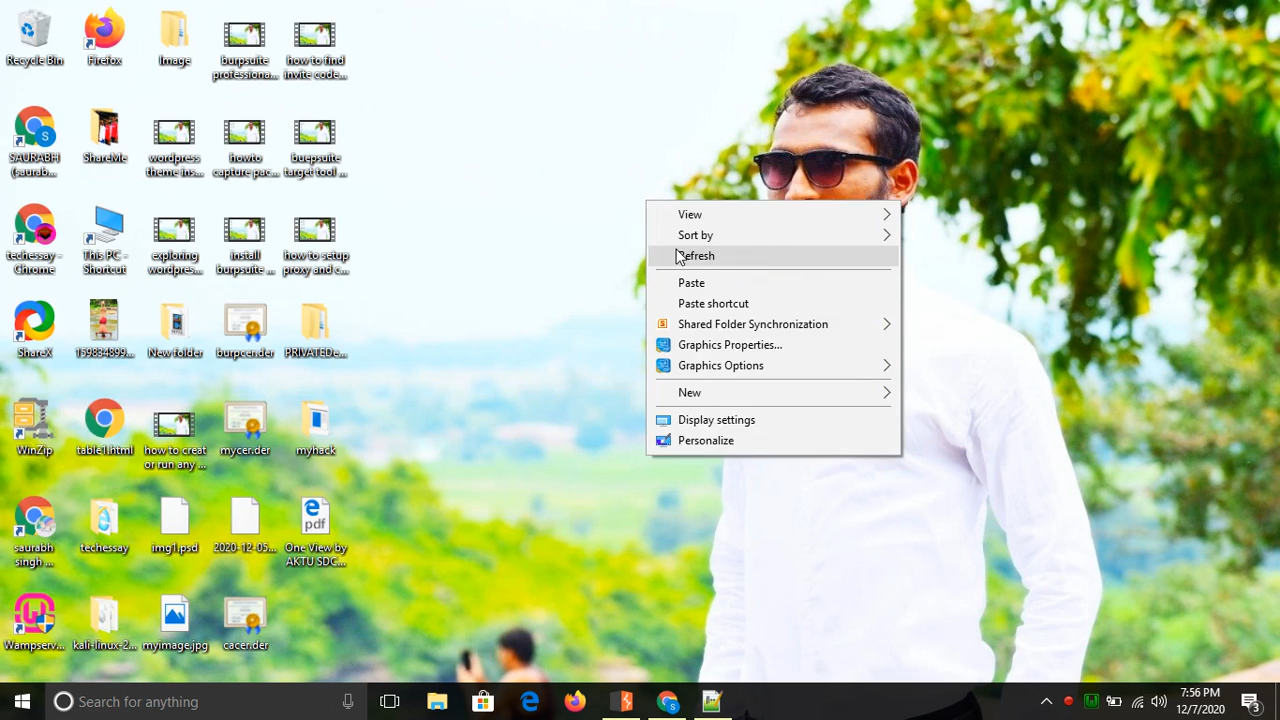 Recycle Bin
Firefox
Image
burpsuite
professiona...
how to find
invite code...
SAURABH
(saurab...
ShareMe
wordpress
theme ins...
howto
capture pac...
buepsuite
target tool ...
techessay -
Chrome
This PC -
Shortcut
exploring
wordpres...
install
burpsuite ...
how to setup
proxy and c...
ShareX
159834899...
New folder
burpcer.der
PRIVATEDe...
WinZip
table1.html
how to creat
or run any ...
mycer.der
myhack
saurabh
singh ...
techessay
img1.psd
2020-12-05...
pdf
One View by
AKTU SDC...
Wampserv...
kali-linux-2...
myimage.jpg
cacer.der
View
Sort by
Refresh
Paste
Paste shortcut
Shared Folder Synchronization
Graphics Properties...
Graphics Options
New
Display settings
Personalize
Search for anything
7:56 PM
12/7/2020
3